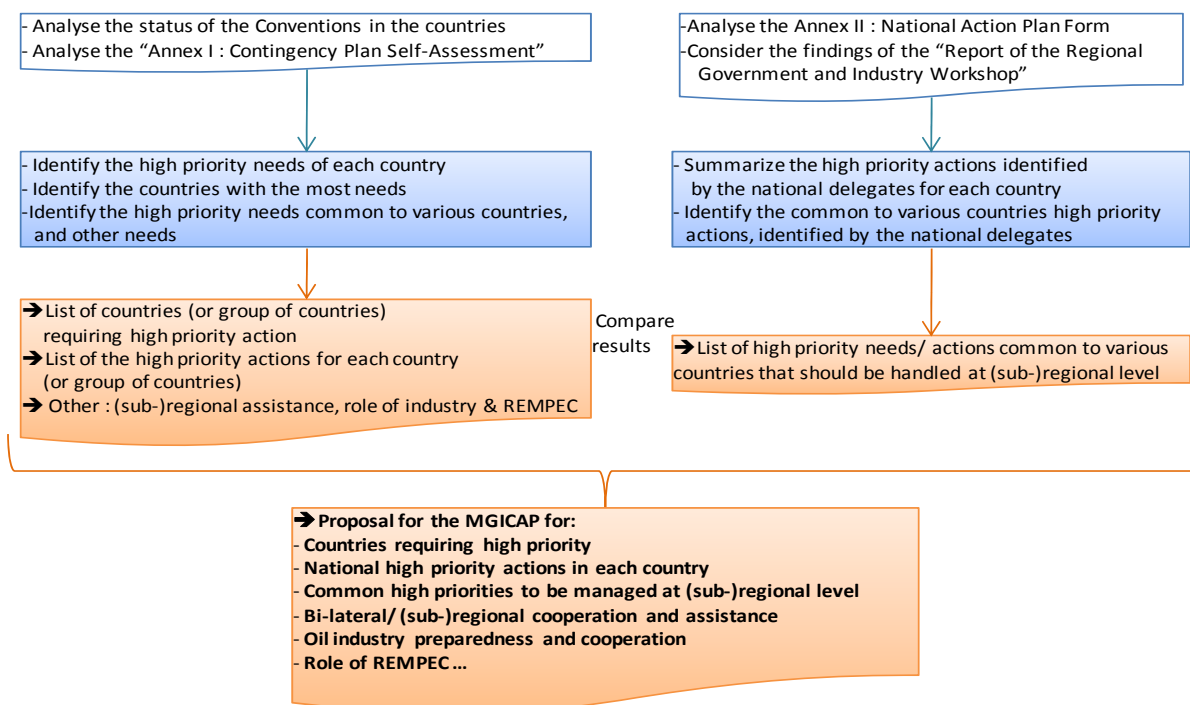 - Analyse the status of the Conventions in the countries
- Analyse the “Annex I : Contingency Plan Self-Assessment”
- Analyse the Annex II : National Action Plan Form
-Consider the findings of the “Report of the Regional
Government and Industry Workshop”
- Identify the high priority needs of each country
- Identify the countries with the most needs
-Identify the high priority needs common to various countries,
and other needs
- Summarize the high priority actions identified
by the national delegates for each country
- Identify the common to various countries high priority
actions, identified by the national delegates
➔ List of countries (or group of countries)
requiring high priority action
➔ List of the high priority actions for each country
(or group of countries)
➔ Other : (sub-)regional assistance, role of industry & REMPEC
Compare
results
➔ List of high priority needs/ actions common to various
countries that should be handled at (sub-)regional level
➔ Proposal for the MGICAP for:
- Countries requiring high priority
- National high priority actions in each country
- Common high priorities to be managed at (sub-)regional level
- Bi-lateral/ (sub-)regional cooperation and assistance
- Oil industry preparedness and cooperation
- Role of REMPEC ...